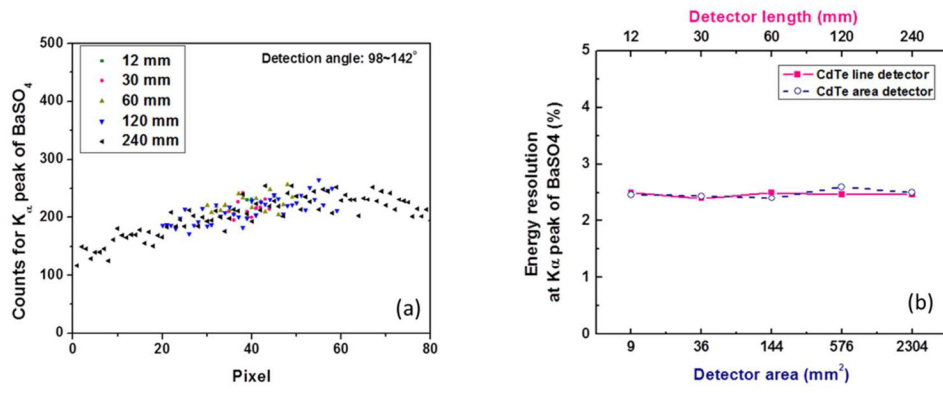 500
400
300
200
100
0
Counts for Kα peak of BaSO4
12 mm
30 mm
60 mm
120 mm
240 mm
Detection angle: 98~142°
(a)
0 20 40 60 80
Pixel
Detector length (mm)
12 30 60 120 240
5
4
3
2
1
0
Energy resolution
at Kα peak of BaSO4 (%)
CdTe line detector
CdTe area detector
(b)
9 36 144 576 2304
Detector area (mm²)